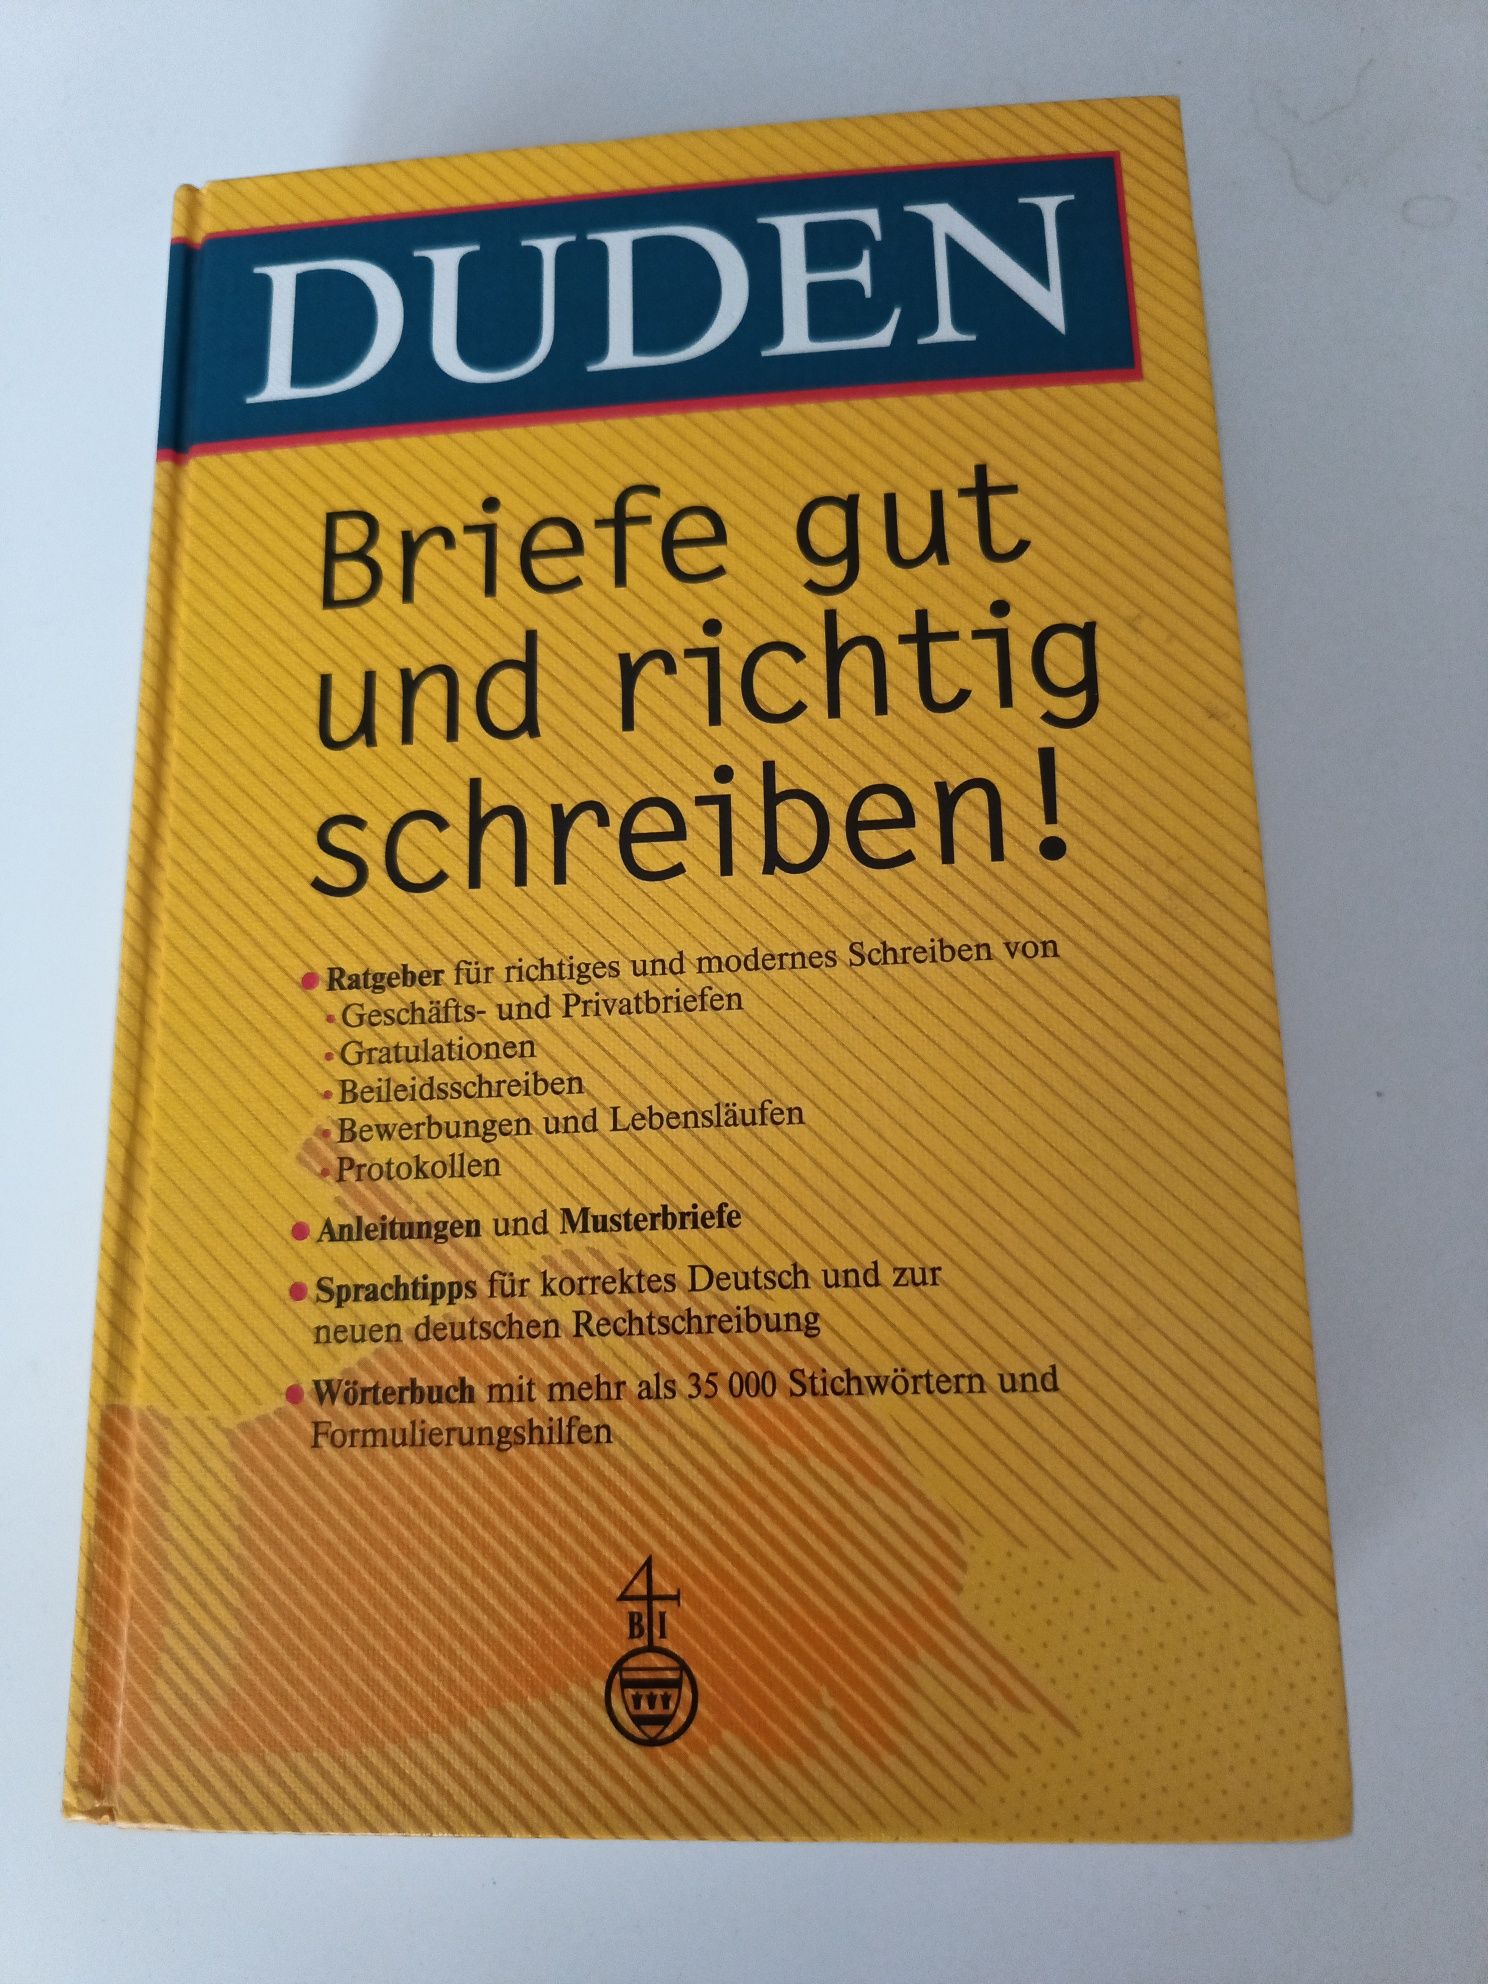 DUDEN
Briefe gut
und richtig
schreiben!
• Ratgeber für richtiges und modernes Schreiben von
• Geschäfts- und Privatbriefen
• Gratulationen
• Beileidsschreiben
• Bewerbungen und Lebensläufen
• Protokollen
• Anleitungen und Musterbriefe
• Sprachtipps für korrektes Deutsch und zur
neuen deutschen Rechtschreibung
• Wörterbuch mit mehr als 35 000 Stichwörtern und
Formulierungshilfen
B I